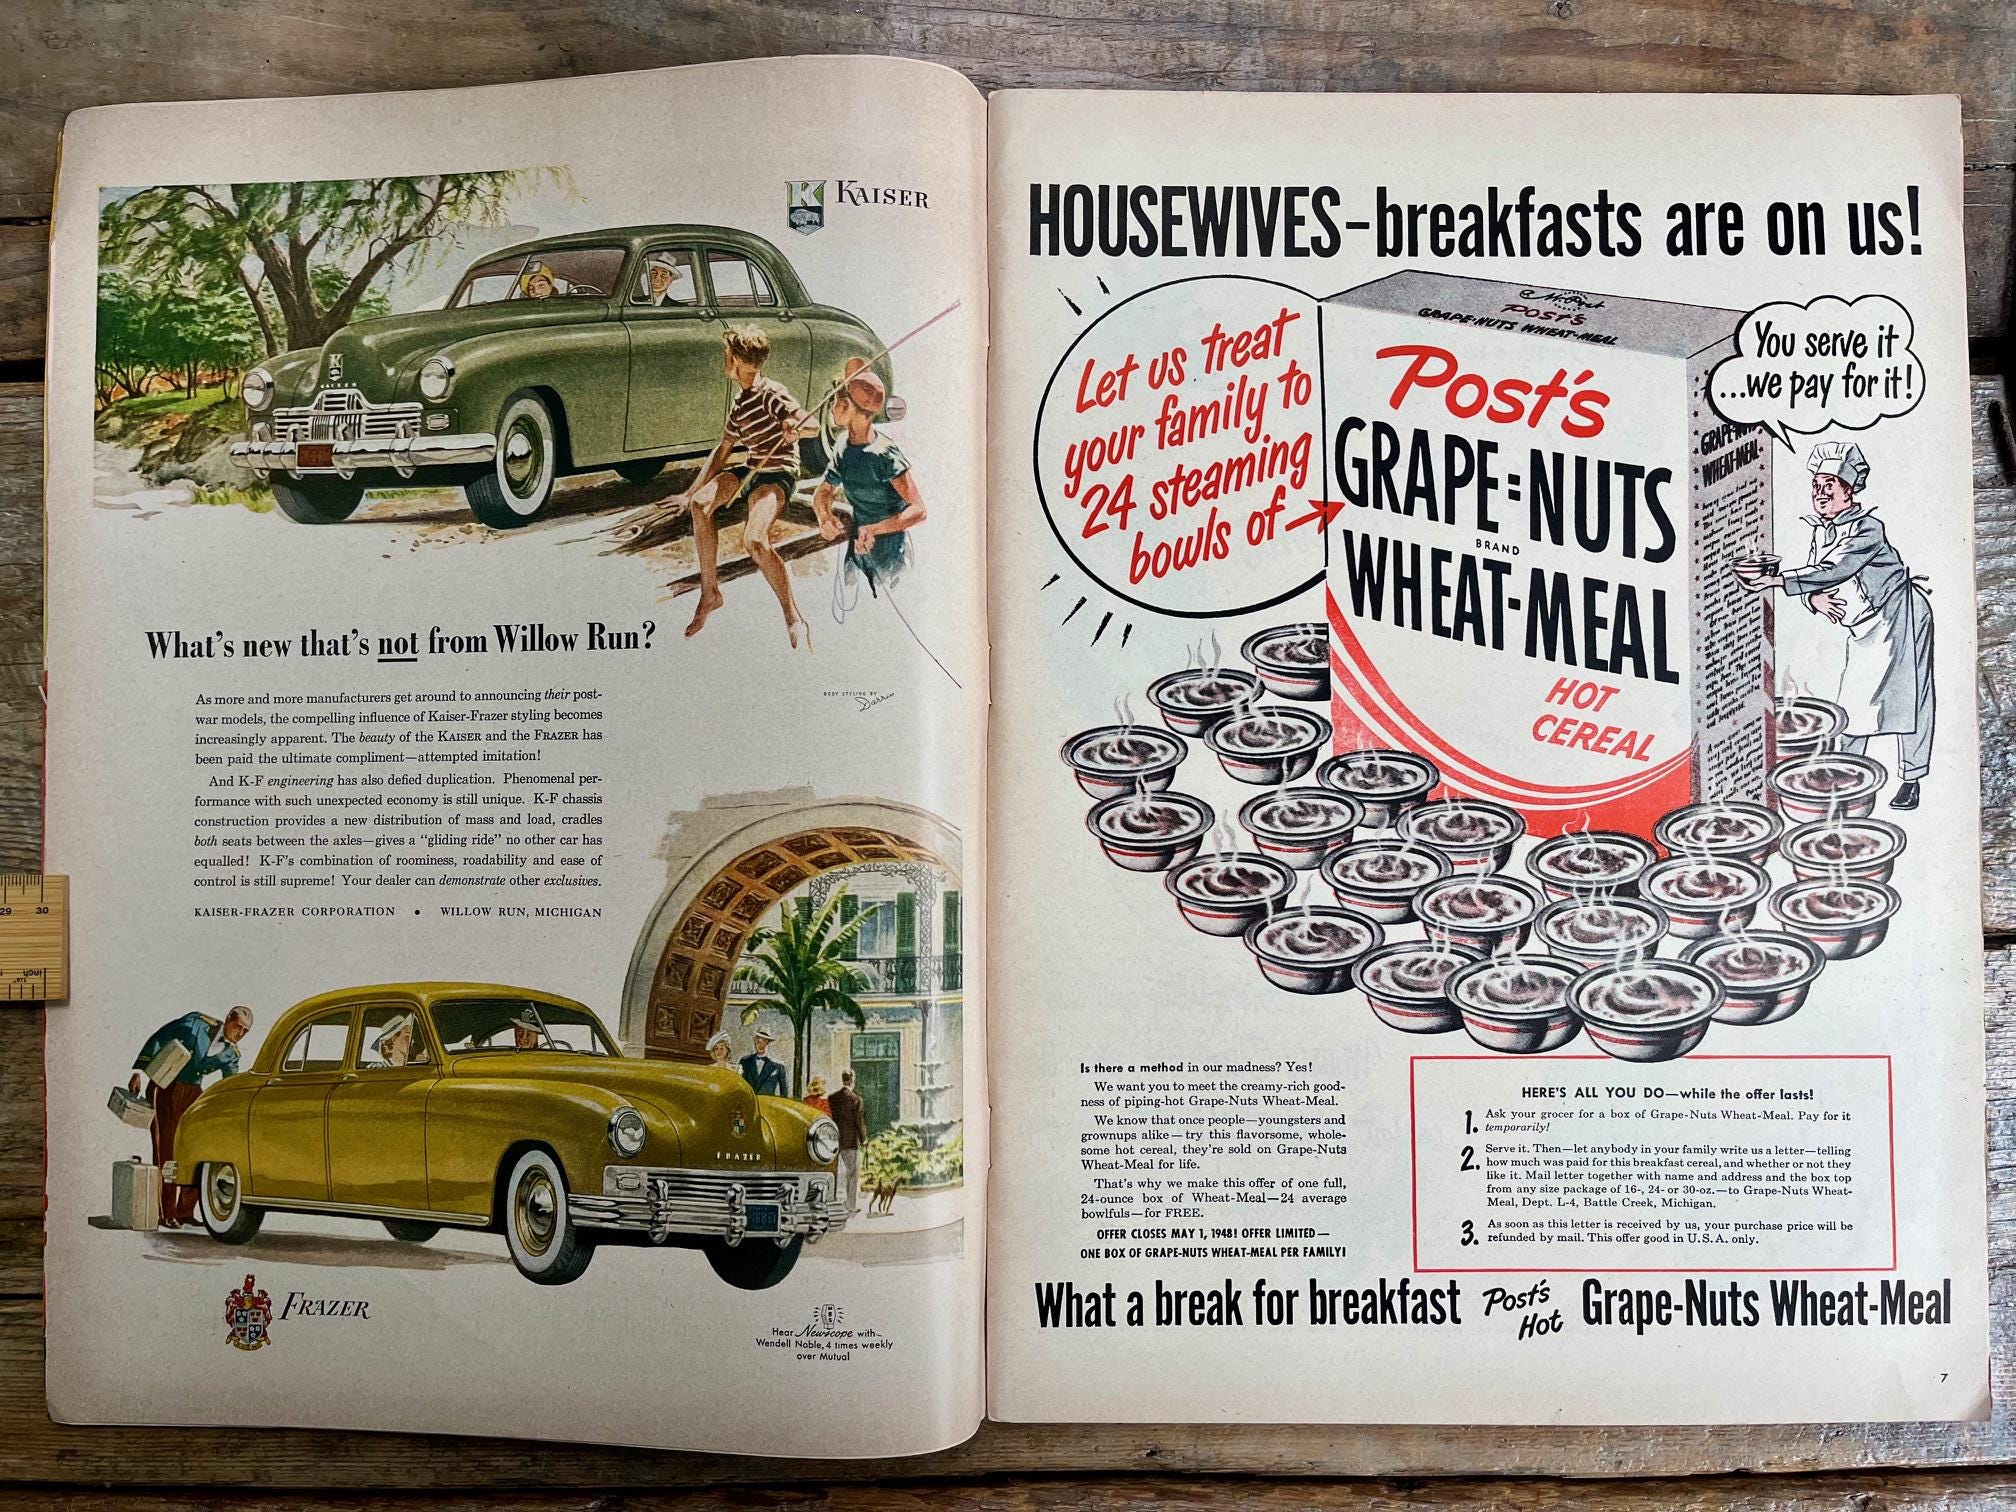 KAISER
K
KAISER
What's new that's not from Willow Run?
BODY STYLING BY
Darrin
As more and more manufacturers get around to announcing their post-
war models, the compelling influence of Kaiser-Frazer styling becomes
increasingly apparent. The beauty of the KAISER and the FRAZER has
been paid the ultimate compliment—attempted imitation!
And K-F engineering has also defied duplication. Phenomenal per-
formance with such unexpected economy is still unique. K-F chassis
construction provides a new distribution of mass and load, cradles
both seats between the axles—gives a “gliding ride” no other car has
equalled! K-F's combination of roominess, roadability and ease of
control is still supreme! Your dealer can demonstrate other exclusives.
KAISER-FRAZER CORPORATION • WILLOW RUN, MICHIGAN
29 30
inch
FRAZER
FRAZER
Hear Newscope with
Wendell Noble, 4 times weekly
over Mutual
HOUSEWIVES-breakfasts are on us!
Let us treat
your family to
24 steaming
bowls of
POST'S
GRAPE-NUTS WHEAT-MEAL
Post's
GRAPE=NUTS
BRAND
WHEAT-MEAL
HOT
CEREAL
WHEAT-MEAL
You serve it
...we pay for it!
Is there a method in our madness? Yes!
We want you to meet the creamy-rich good-
ness of piping-hot Grape-Nuts Wheat-Meal.
We know that once people—youngsters and
grownups alike—try this flavorsome, whole-
some hot cereal, they're sold on Grape-Nuts
Wheat-Meal for life.
That's why we make this offer of one full,
24-ounce box of Wheat-Meal—24 average
bowlfuls—for FREE.
OFFER CLOSES MAY 1, 1948! OFFER LIMITED—
ONE BOX OF GRAPE-NUTS WHEAT-MEAL PER FAMILY!
HERE'S ALL YOU DO—while the offer lasts!
1. Ask your grocer for a box of Grape-Nuts Wheat-Meal. Pay for it
temporarily!
2. Serve it. Then—let anybody in your family write us a letter—telling
how much was paid for this breakfast cereal, and whether or not they
like it. Mail letter together with name and address and the box top
from any size package of 16-, 24- or 30-oz.—to Grape-Nuts Wheat-
Meal, Dept. L-4, Battle Creek, Michigan.
3. As soon as this letter is received by us, your purchase price will be
refunded by mail. This offer good in U.S.A. only.
What a break for breakfast Post's Hot Grape-Nuts Wheat-Meal
7